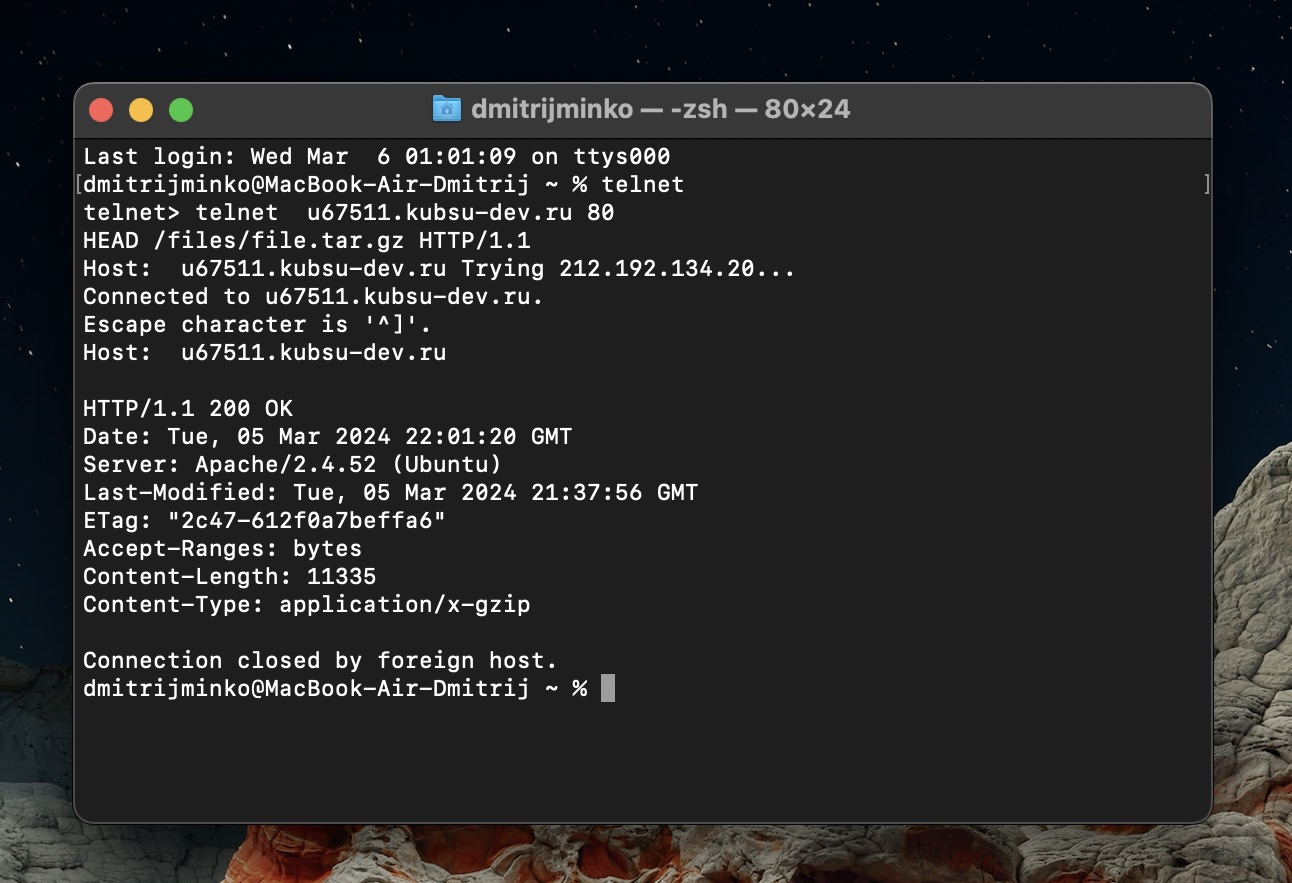 dmitrijminko — -zsh — 80×24
Last login: Wed Mar  6 01:01:09 on ttys000
[dmitrijminko@MacBook-Air-Dmitrij ~ % telnet ]
telnet> telnet  u67511.kubsu-dev.ru 80
HEAD /files/file.tar.gz HTTP/1.1
Host:  u67511.kubsu-dev.ru Trying 212.192.134.20...
Connected to u67511.kubsu-dev.ru.
Escape character is '^]'.
Host:  u67511.kubsu-dev.ru
HTTP/1.1 200 OK
Date: Tue, 05 Mar 2024 22:01:20 GMT
Server: Apache/2.4.52 (Ubuntu)
Last-Modified: Tue, 05 Mar 2024 21:37:56 GMT
ETag: "2c47-612f0a7beffa6"
Accept-Ranges: bytes
Content-Length: 11335
Content-Type: application/x-gzip
Connection closed by foreign host.
dmitrijminko@MacBook-Air-Dmitrij ~ %